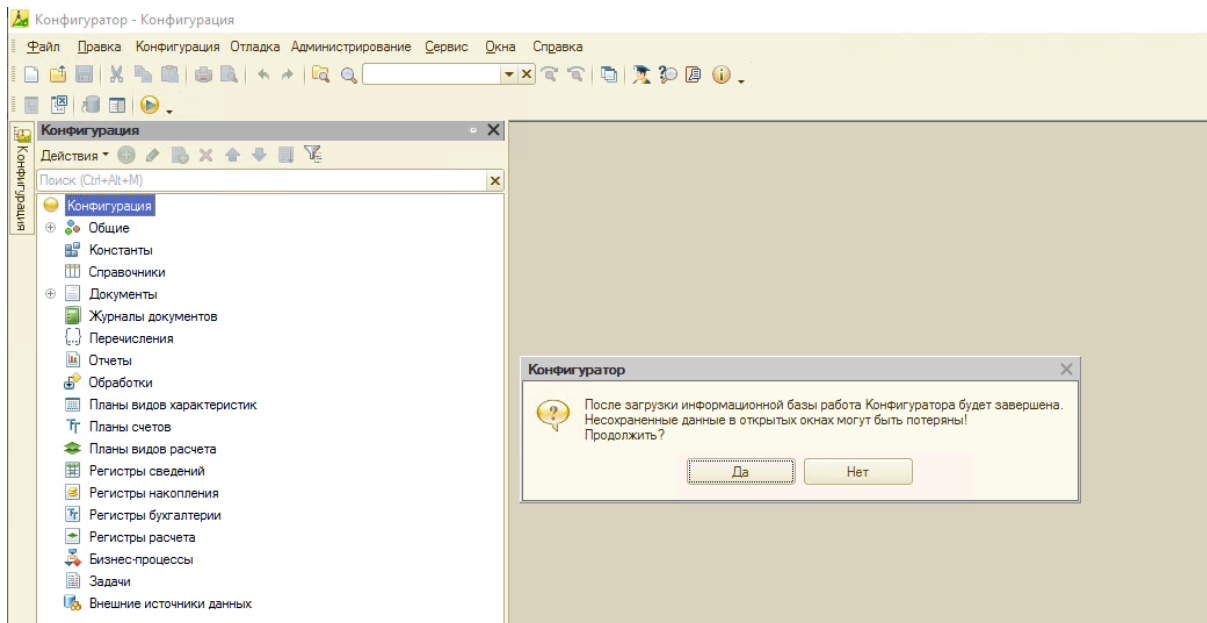 Конфигуратор - Конфигурация
Файл Правка Конфигурация Отладка Администрирование Сервис Окна Справка
Конфигурация
Конфигурация
Действия
Поиск (Ctrl+Alt+M)
Конфигурация
Общие
Константы
Справочники
Документы
Журналы документов
Перечисления
Отчеты
Обработки
Планы видов характеристик
Планы счетов
Планы видов расчета
Регистры сведений
Регистры накопления
Регистры бухгалтерии
Регистры расчета
Бизнес-процессы
Задачи
Внешние источники данных
Конфигуратор
После загрузки информационной базы работа Конфигуратора будет завершена.
Несохраненные данные в открытых окнах могут быть потеряны!
Продолжить?
Да Нет